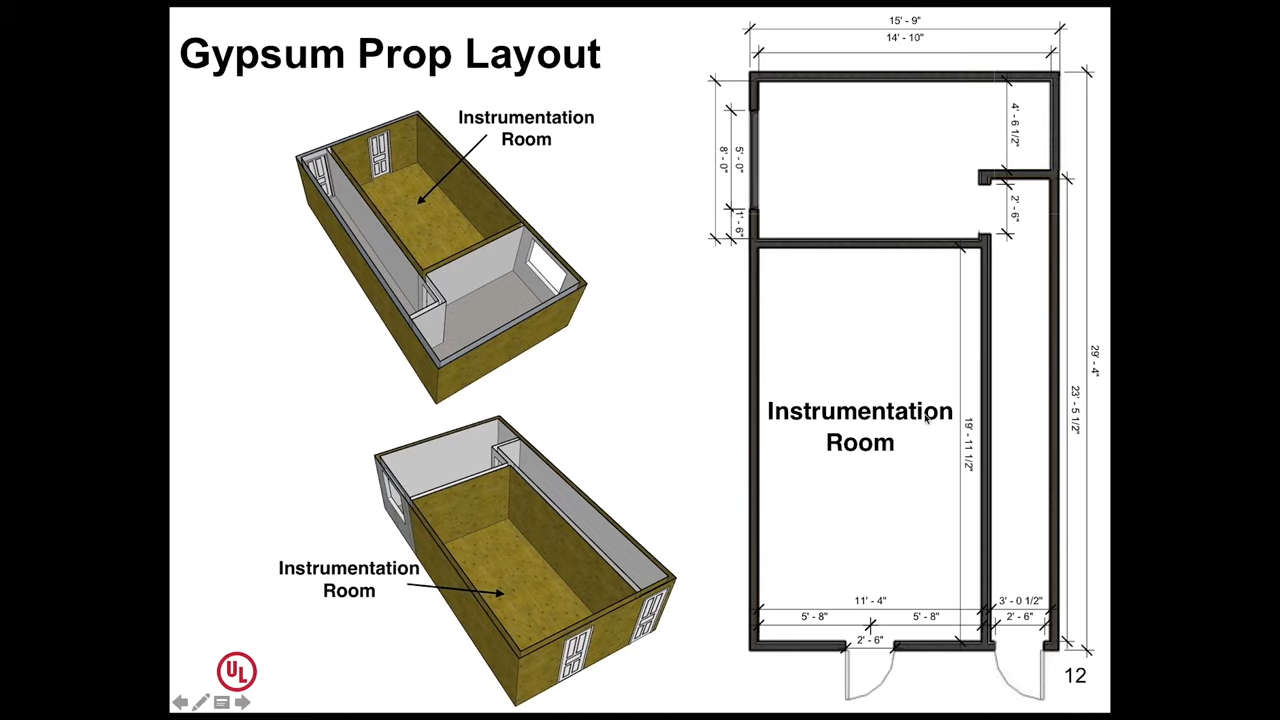 Gypsum Prop Layout
Instrumentation
Room
Instrumentation
Room
UL
15' - 9"
14' - 10"
4' - 6 1/2"
8' - 0"
5' - 0"
1' - 6"
2' - 6"
29' - 4"
23' - 5 1/2"
19' - 11 1/2"
Instrumentation
Room
11' - 4"
3' - 0 1/2"
5' - 8"
5' - 8"
2' - 6"
2' - 6"
12